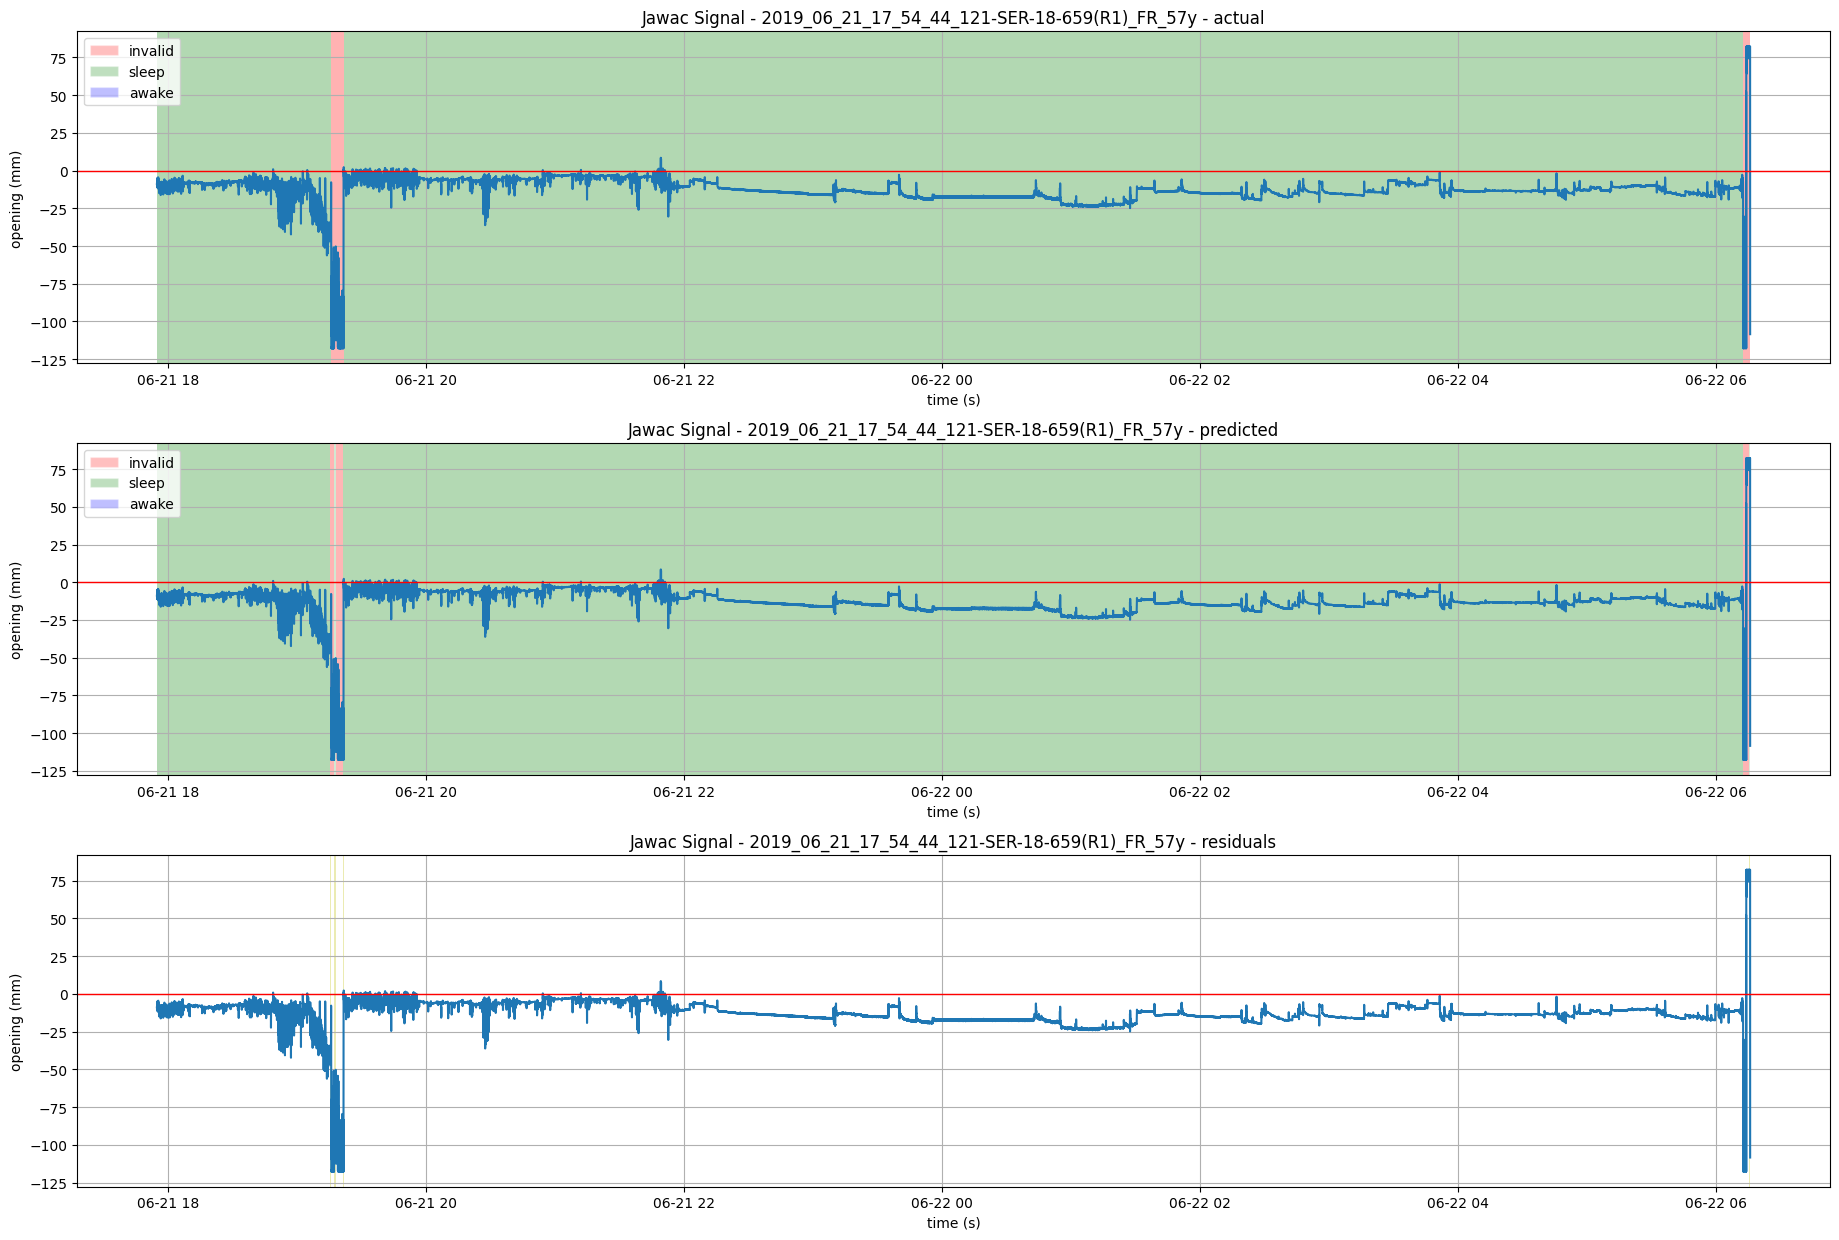 Jawac Signal - 2019_06_21_17_54_44_121-SER-18-659(R1)_FR_57y - actual
invalid
sleep
awake
opening (mm)
75
50
25
0
−25
−50
−75
−100
−125
06-21 18 06-21 20 06-21 22 06-22 00 06-22 02 06-22 04 06-22 06
time (s)
Jawac Signal - 2019_06_21_17_54_44_121-SER-18-659(R1)_FR_57y - predicted
invalid
sleep
awake
opening (mm)
75
50
25
0
−25
−50
−75
−100
−125
06-21 18 06-21 20 06-21 22 06-22 00 06-22 02 06-22 04 06-22 06
time (s)
Jawac Signal - 2019_06_21_17_54_44_121-SER-18-659(R1)_FR_57y - residuals
opening (mm)
75
50
25
0
−25
−50
−75
−100
−125
06-21 18 06-21 20 06-21 22 06-22 00 06-22 02 06-22 04 06-22 06
time (s)